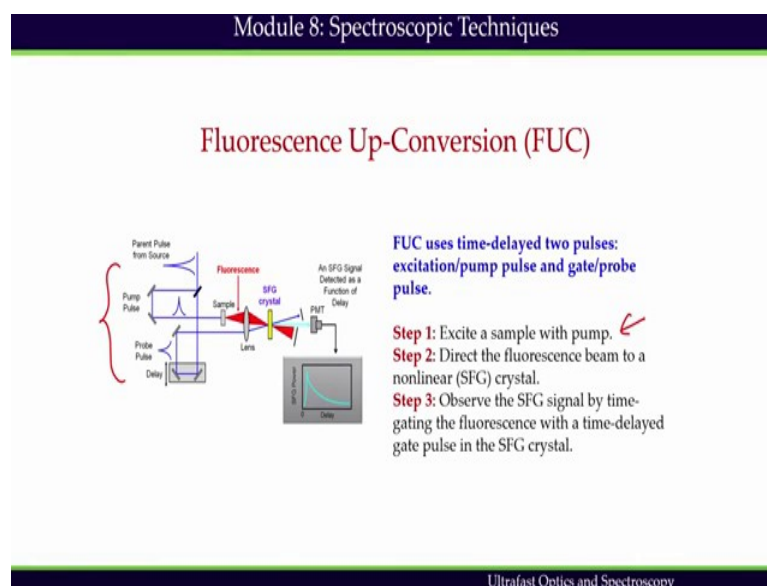 Module 8: Spectroscopic Techniques
Fluorescence Up-Conversion (FUC)
Parent Pulse
from Source
Pump
Pulse
Probe
Pulse
Delay
Sample
Fluorescence
Lens
SFG
crystal
An SFG Signal
Detected as a
Function of
Delay
PMT
SFG Power
0
Delay
FUC uses time-delayed two pulses:
excitation/pump pulse and gate/probe
pulse.
Step 1: Excite a sample with pump.
Step 2: Direct the fluorescence beam to a
nonlinear (SFG) crystal.
Step 3: Observe the SFG signal by time-
gating the fluorescence with a time-delayed
gate pulse in the SFG crystal.
Ultrafast Optics and Spectroscopy